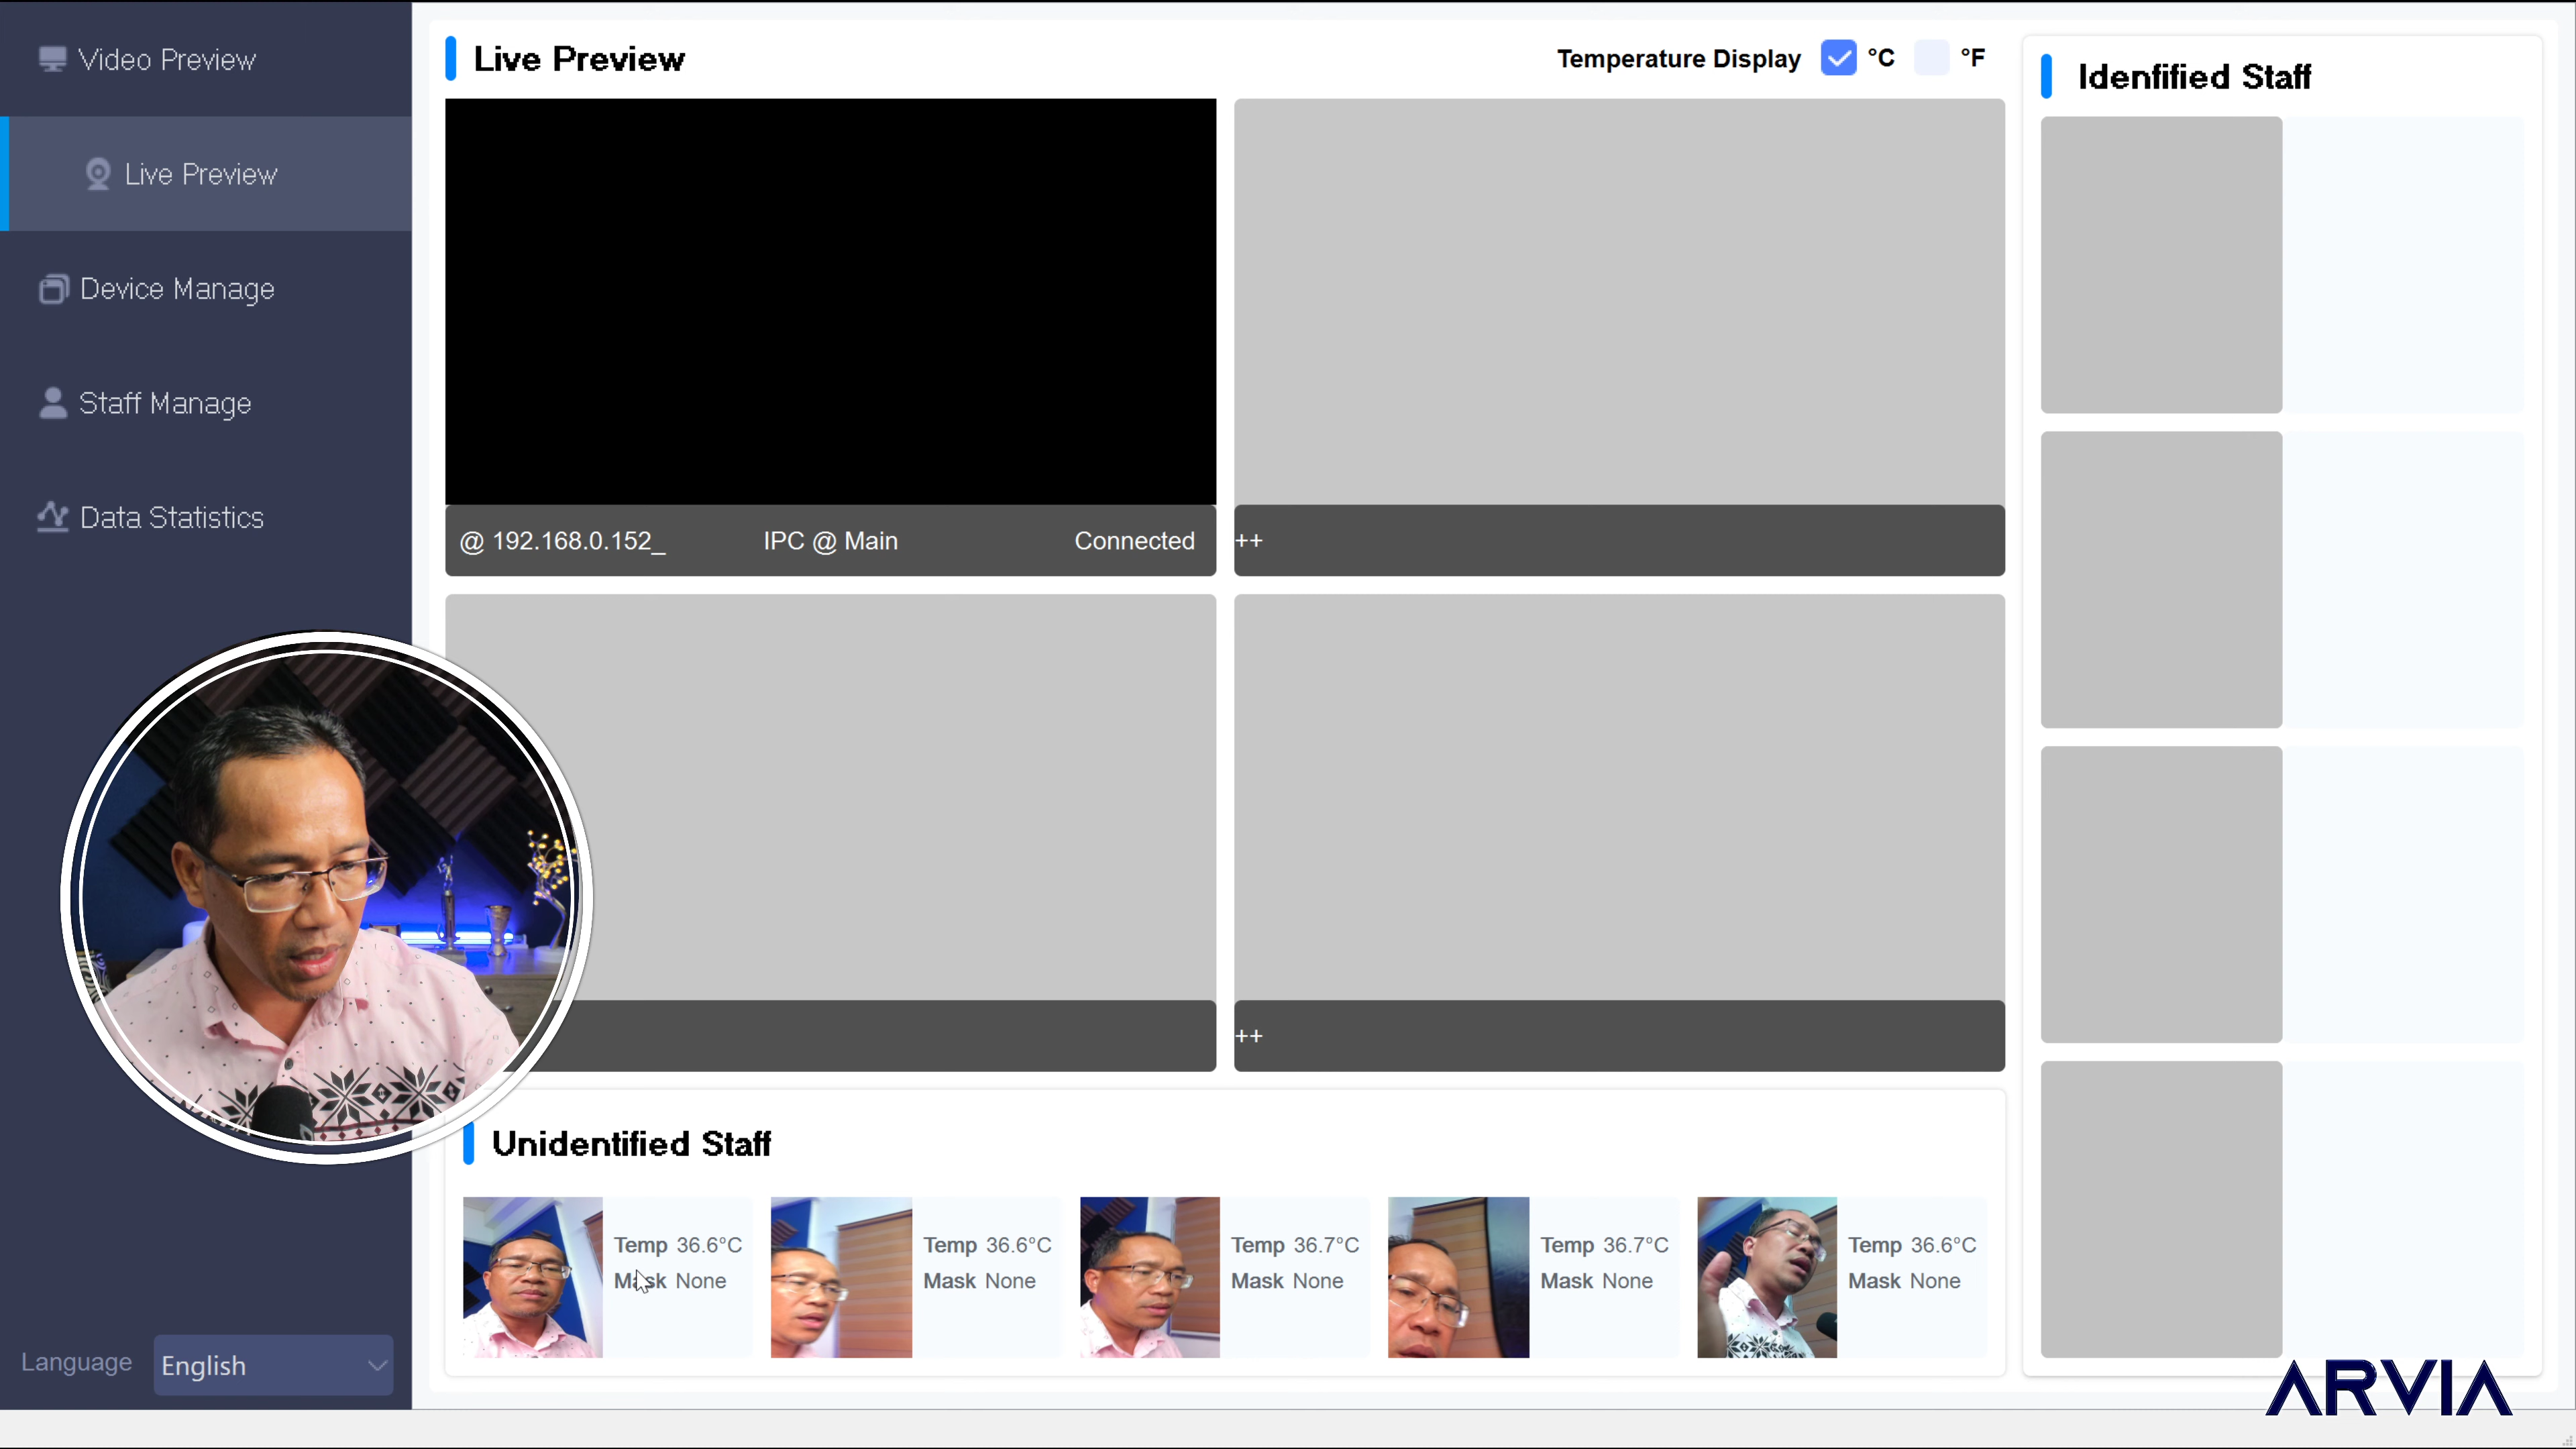 Video Preview
Live Preview
Device Manage
Staff Manage
Data Statistics
Language English
Live Preview
Temperature Display °C °F
@ 192.168.0.152_ IPC @ Main Connected
++
++
Unidentified Staff
Temp 36.6°C
Mask None
Temp 36.6°C
Mask None
Temp 36.7°C
Mask None
Temp 36.7°C
Mask None
Temp 36.6°C
Mask None
Idenfified Staff
ARVIA